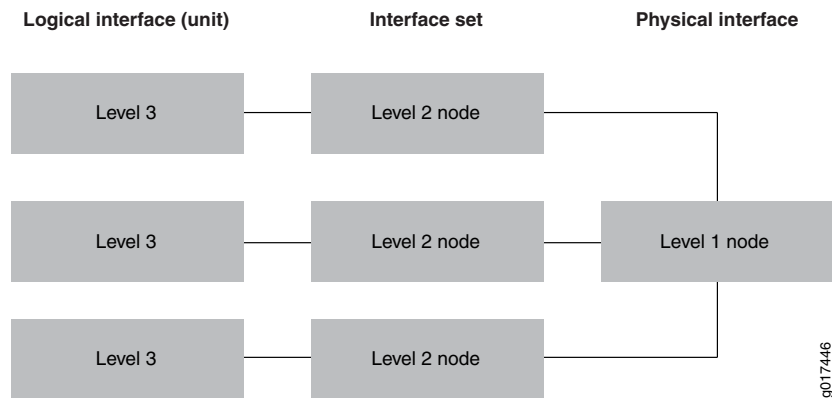 Logical interface (unit) Interface set Physical interface
Level 3 Level 2 node
Level 3 Level 2 node Level 1 node
Level 3 Level 2 node
g017446